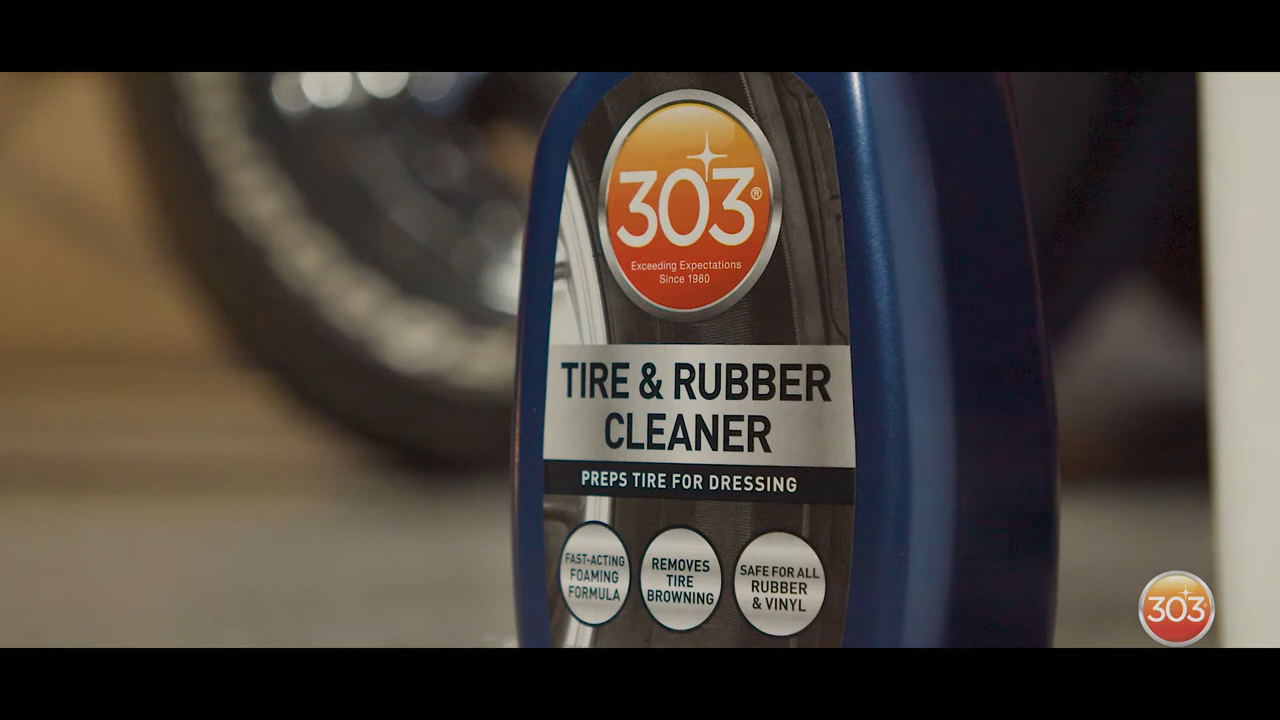 303®
Exceeding Expectations
Since 1980
TIRE & RUBBER
CLEANER
PREPS TIRE FOR DRESSING
FAST-ACTING
FOAMING
FORMULA
REMOVES
TIRE
BROWNING
SAFE FOR ALL
RUBBER
& VINYL
303